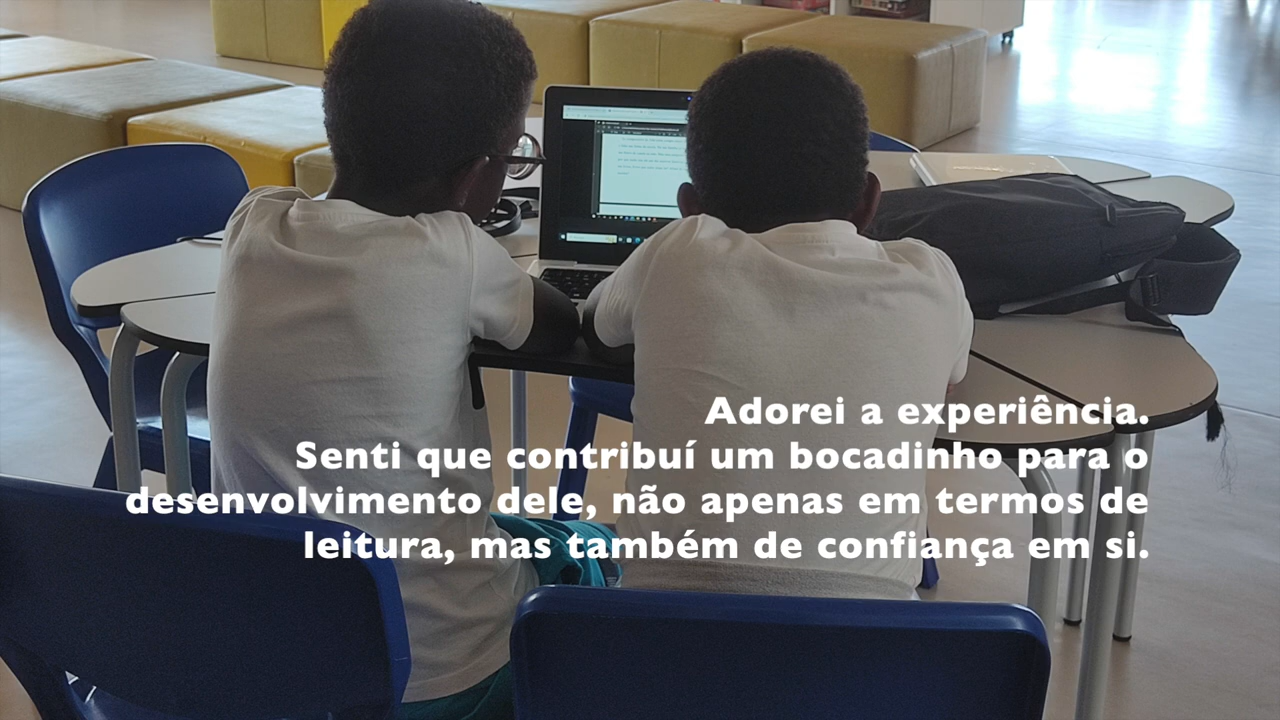 Adorei a experiência.
Senti que contribuí um bocadinho para o
desenvolvimento dele, não apenas em termos de
leitura, mas também de confiança em si.